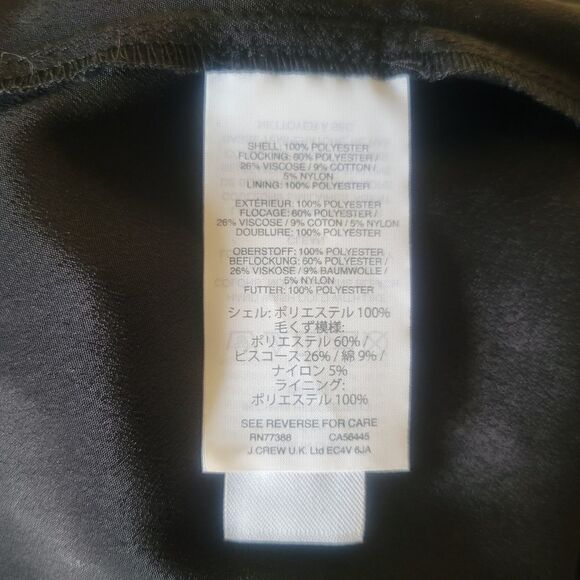 SHELL: 100% POLYESTER
FLOCKING: 60% POLYESTER /
26% VISCOSE / 9% COTTON /
5% NYLON
LINING: 100% POLYESTER
EXTÉRIEUR: 100% POLYESTER
FLOCAGE: 60% POLYESTER /
26% VISCOSE / 9% COTON / 5% NYLON
DOUBLURE: 100% POLYESTER
OBERSTOFF: 100% POLYESTER
BEFLOCKUNG: 60% POLYESTER /
26% VISKOSE / 9% BAUMWOLLE /
5% NYLON
FUTTER: 100% POLYESTER
シェル: ポリエステル 100%
毛くず模様:
ポリエステル 60% /
ビスコース 26% / 綿 9% /
ナイロン 5%
ライニング:
ポリエステル 100%
SEE REVERSE FOR CARE
RN77388 CA56445
J.CREW U.K. Ltd EC4V 6JA